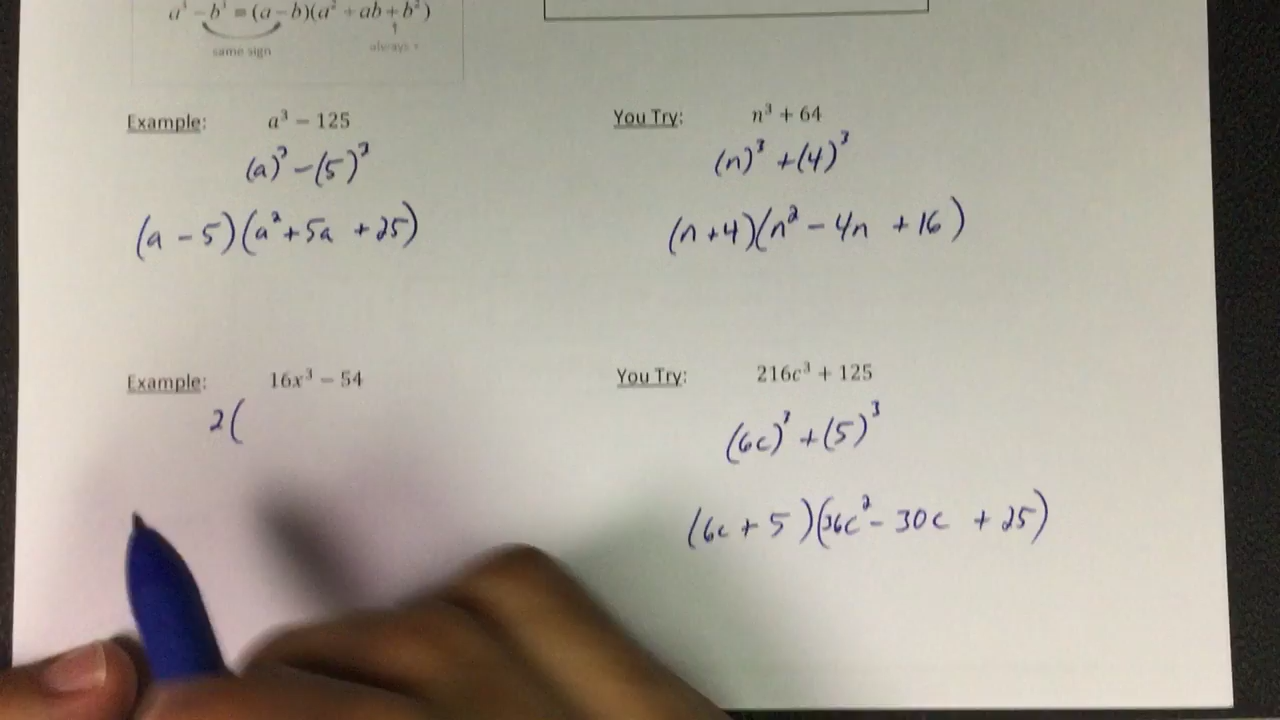 a³ − b³ = (a − b)(a² + ab + b²)
same sign
always +
Example: a³ − 125
(a)³ − (5)³
(a − 5)(a² + 5a + 25)
You Try: n³ + 64
(n)³ + (4)³
(n + 4)(n² − 4n + 16)
Example: 16x³ − 54
2(
You Try: 216c³ + 125
(6c)³ + (5)³
(6c + 5)(36c² − 30c + 25)